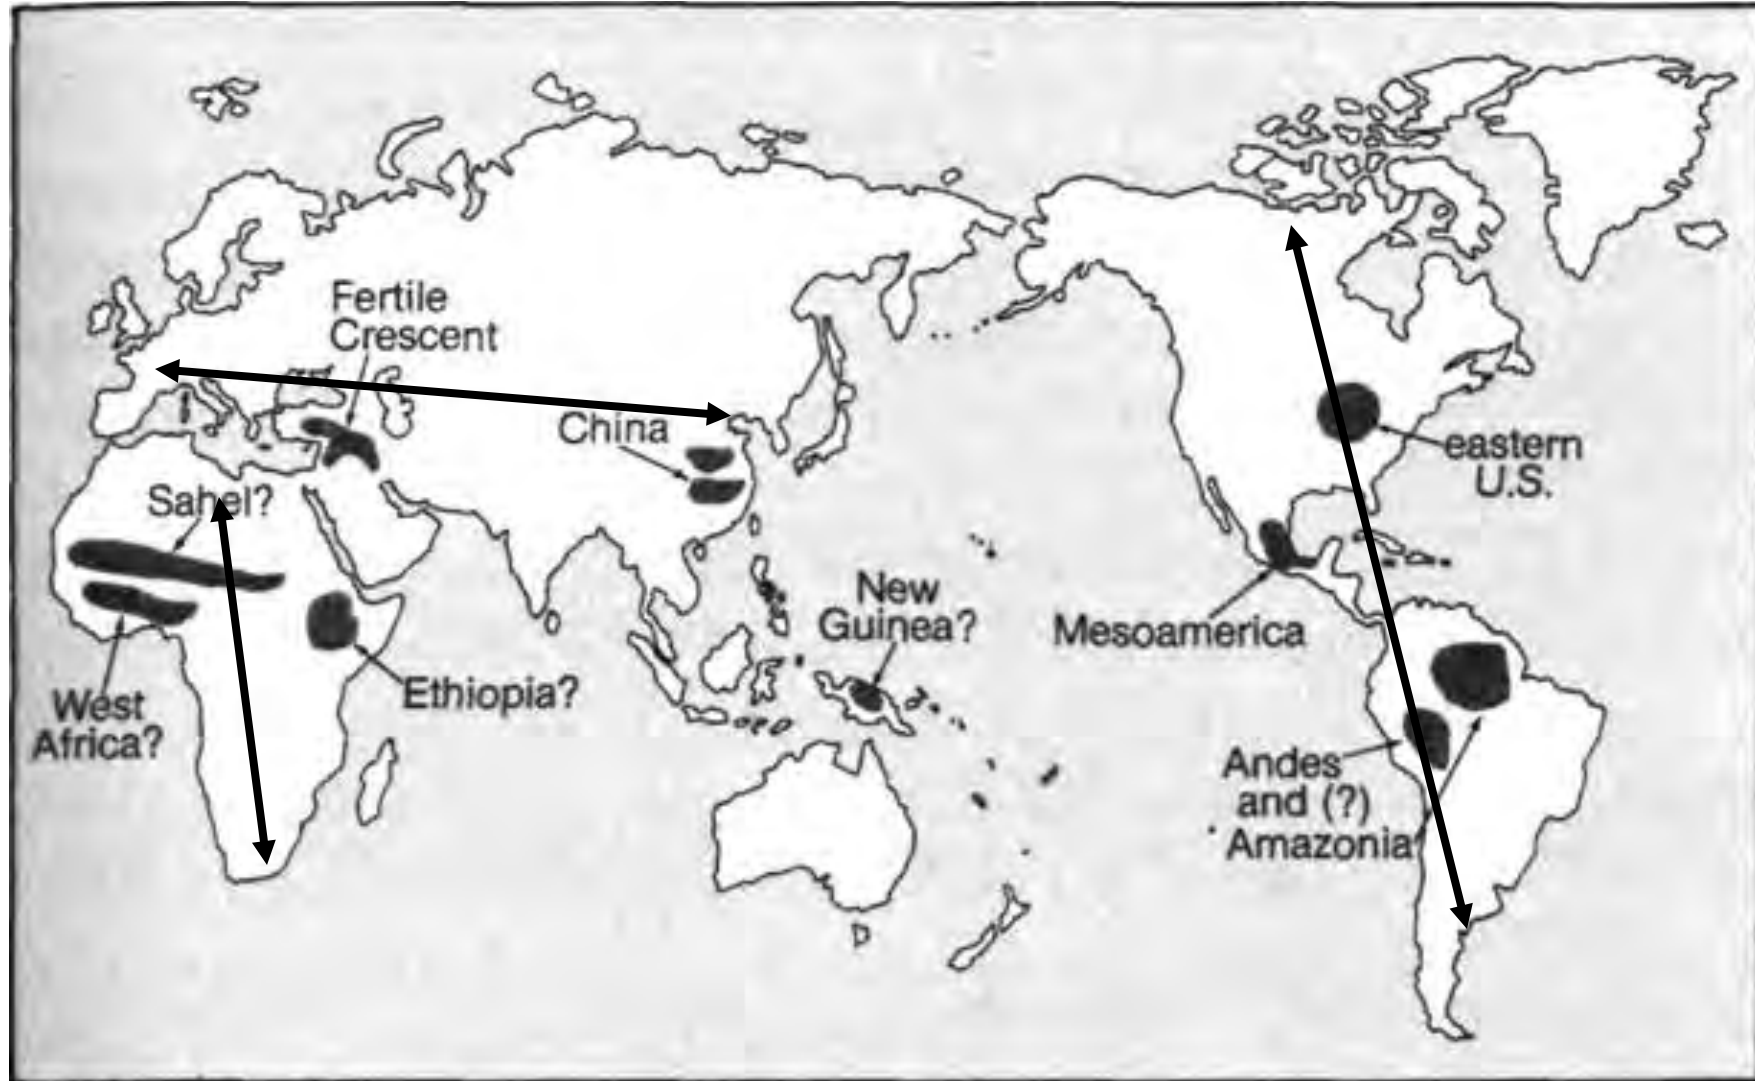 Fertile
Crescent
China
eastern
U.S.
Sahel?
New
Guinea?
Mesoamerica
West
Africa?
Ethiopia?
Andes
and (?)
Amazonia